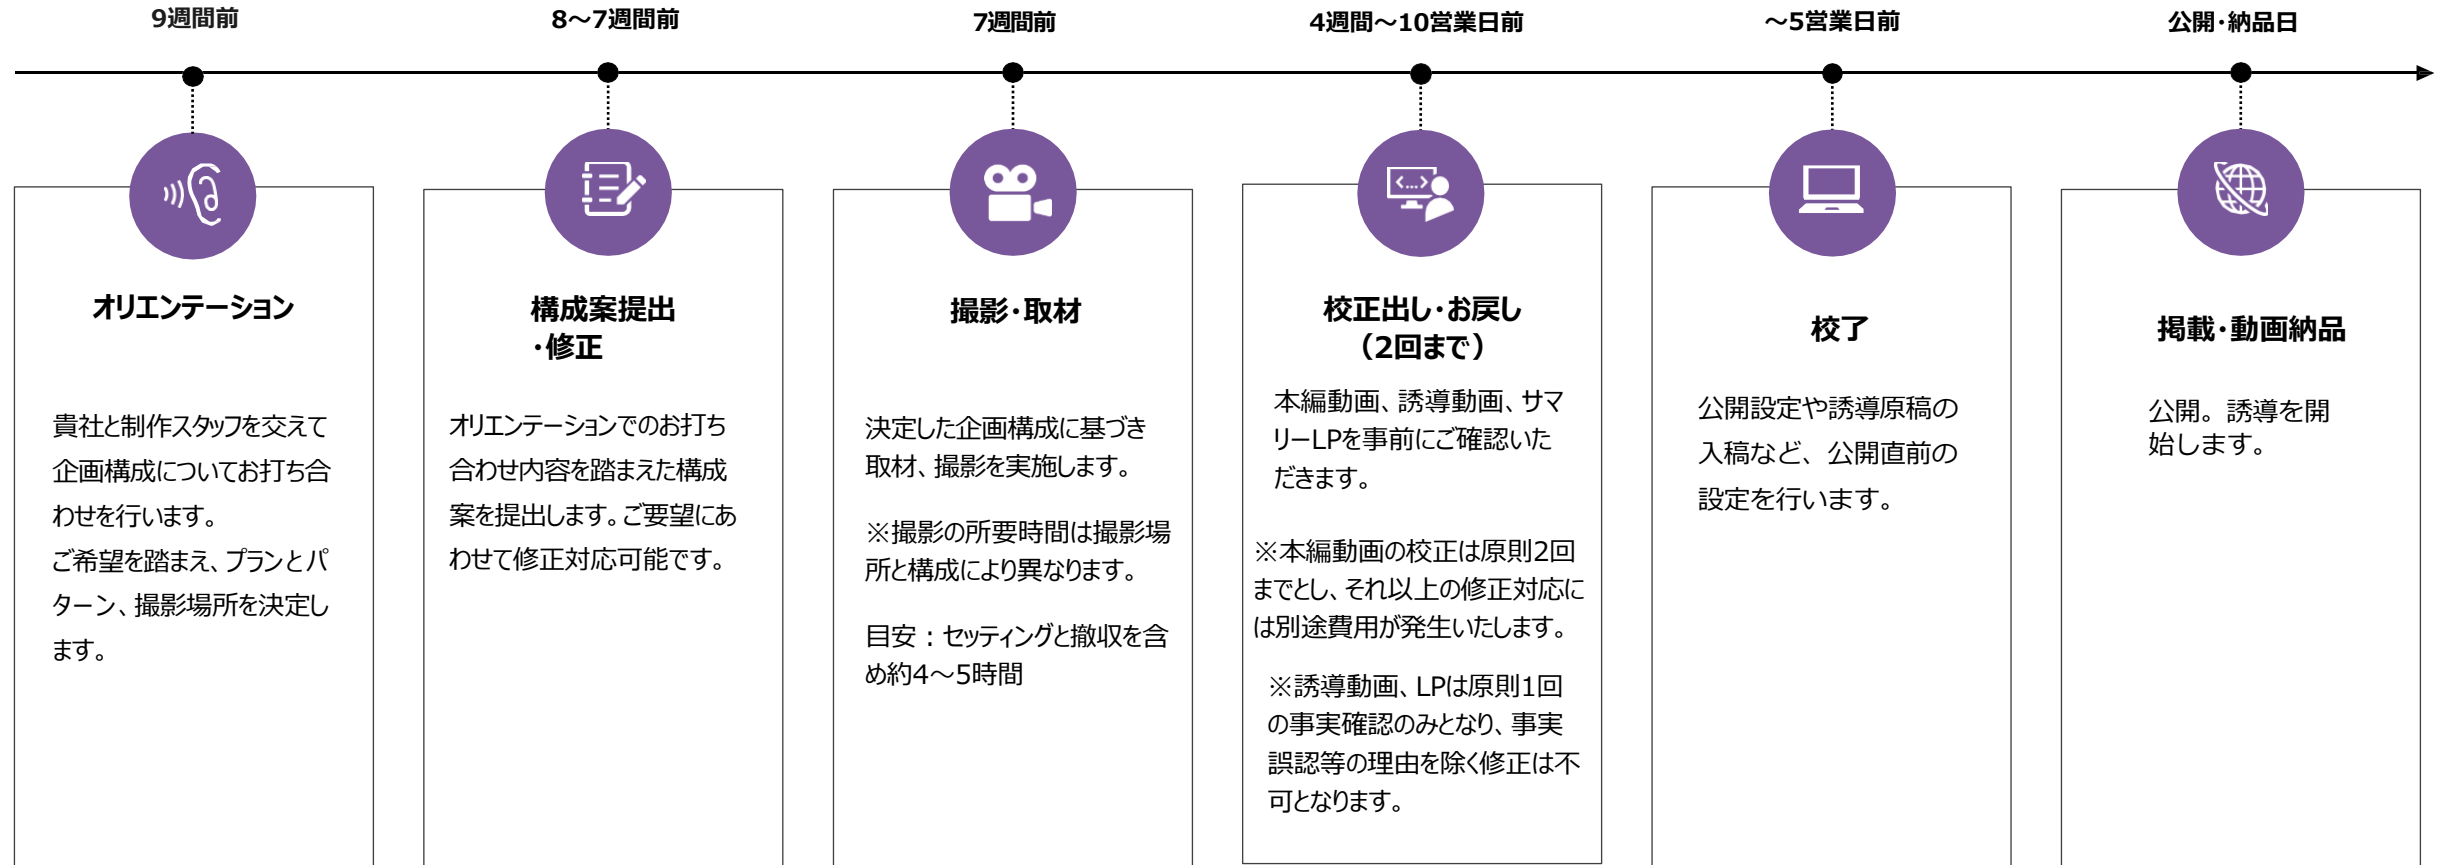 9週間前
8～7週間前
7週間前
4週間～10営業日前
～5営業日前
公開・納品日
オリエンテーション
貴社と制作スタッフを交えて
企画構成についてお打ち合
わせを行います。
ご希望を踏まえ、プランとパ
ターン、撮影場所を決定し
ます。
構成案提出
・修正
オリエンテーションでのお打ち
合わせ内容を踏まえた構成
案を提出します。ご要望にあ
わせて修正対応可能です。
撮影・取材
決定した企画構成に基づき
取材、撮影を実施します。
※撮影の所要時間は撮影場
所と構成により異なります。
目安：セッティングと撤収を含
め約4～5時間
<...>
校正出し・お戻し
（2回まで）
本編動画、誘導動画、サマ
リーLPを事前にご確認いた
だきます。
※本編動画の校正は原則2回
までとし、それ以上の修正対応に
は別途費用が発生いたします。
※誘導動画、LPは原則1回
の事実確認のみとなり、事実
誤認等の理由を除く修正は不
可となります。
校了
公開設定や誘導原稿の
入稿など、公開直前の
設定を行います。
掲載・動画納品
公開。誘導を開
始します。